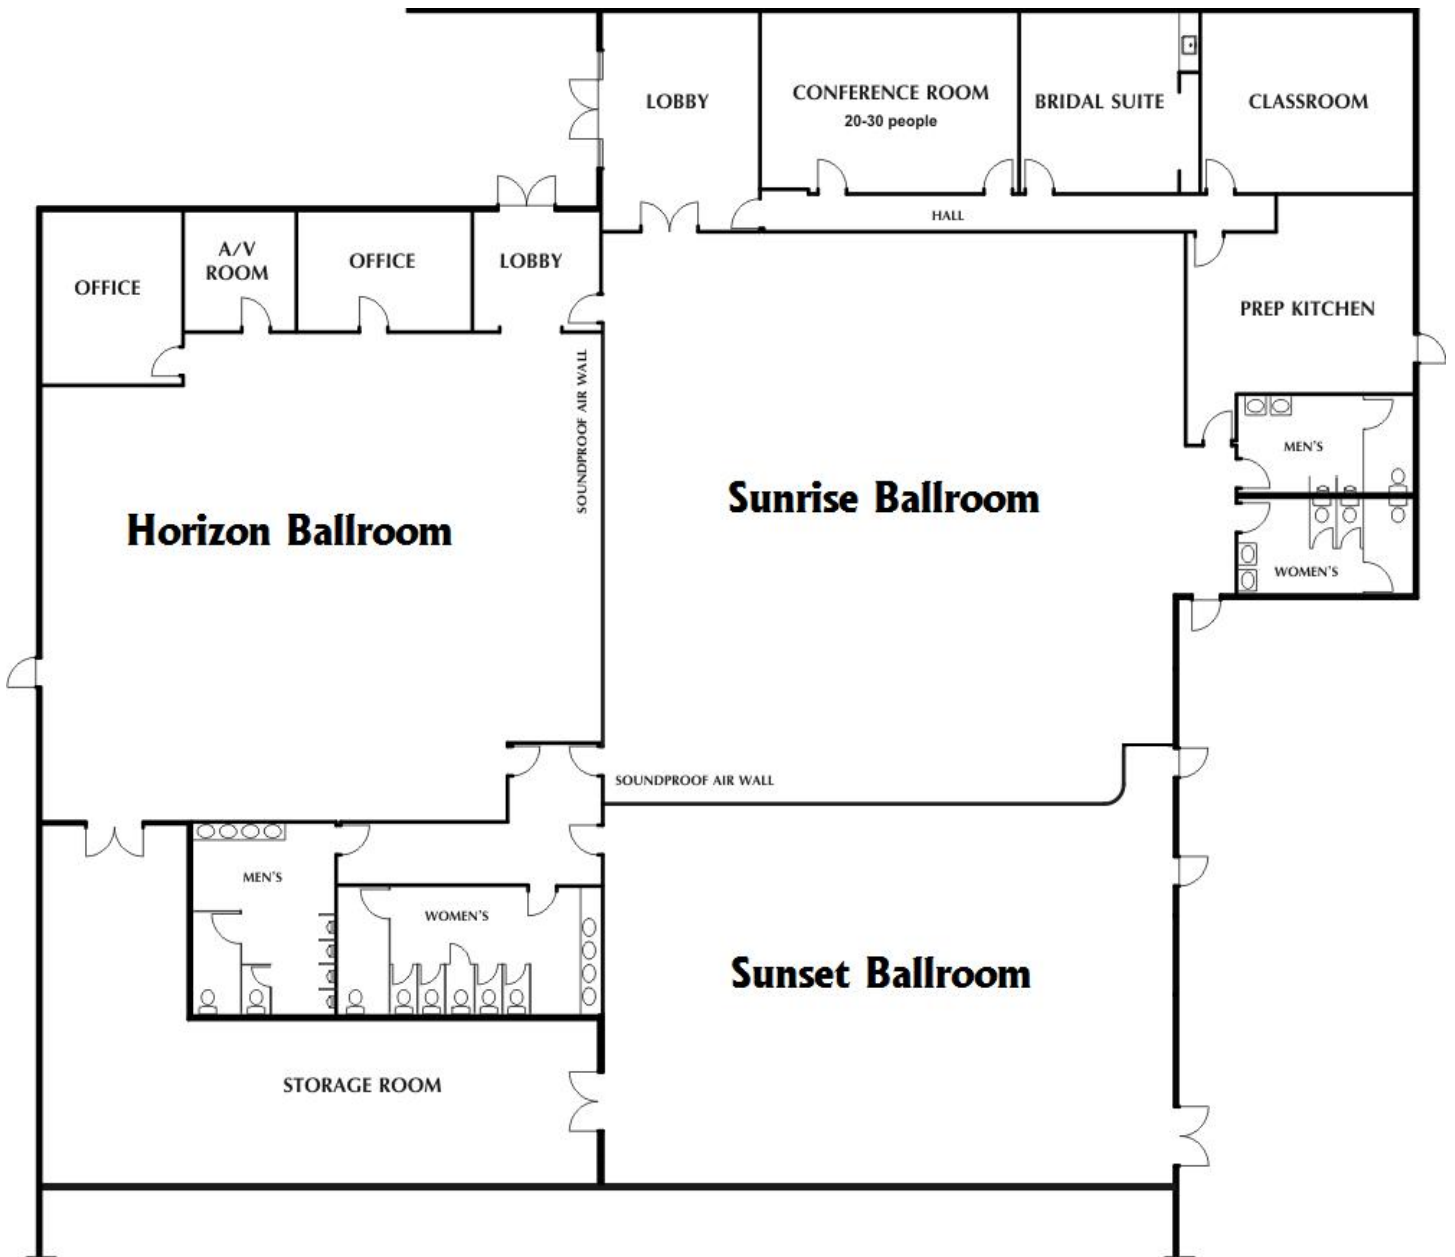 LOBBY
CONFERENCE ROOM
20-30 people
BRIDAL SUITE
CLASSROOM
HALL
OFFICE
A/V
ROOM
OFFICE
LOBBY
PREP KITCHEN
SOUNDPROOF AIR WALL
MEN'S
WOMEN'S
Horizon Ballroom
Sunrise Ballroom
SOUNDPROOF AIR WALL
MEN'S
WOMEN'S
Sunset Ballroom
STORAGE ROOM